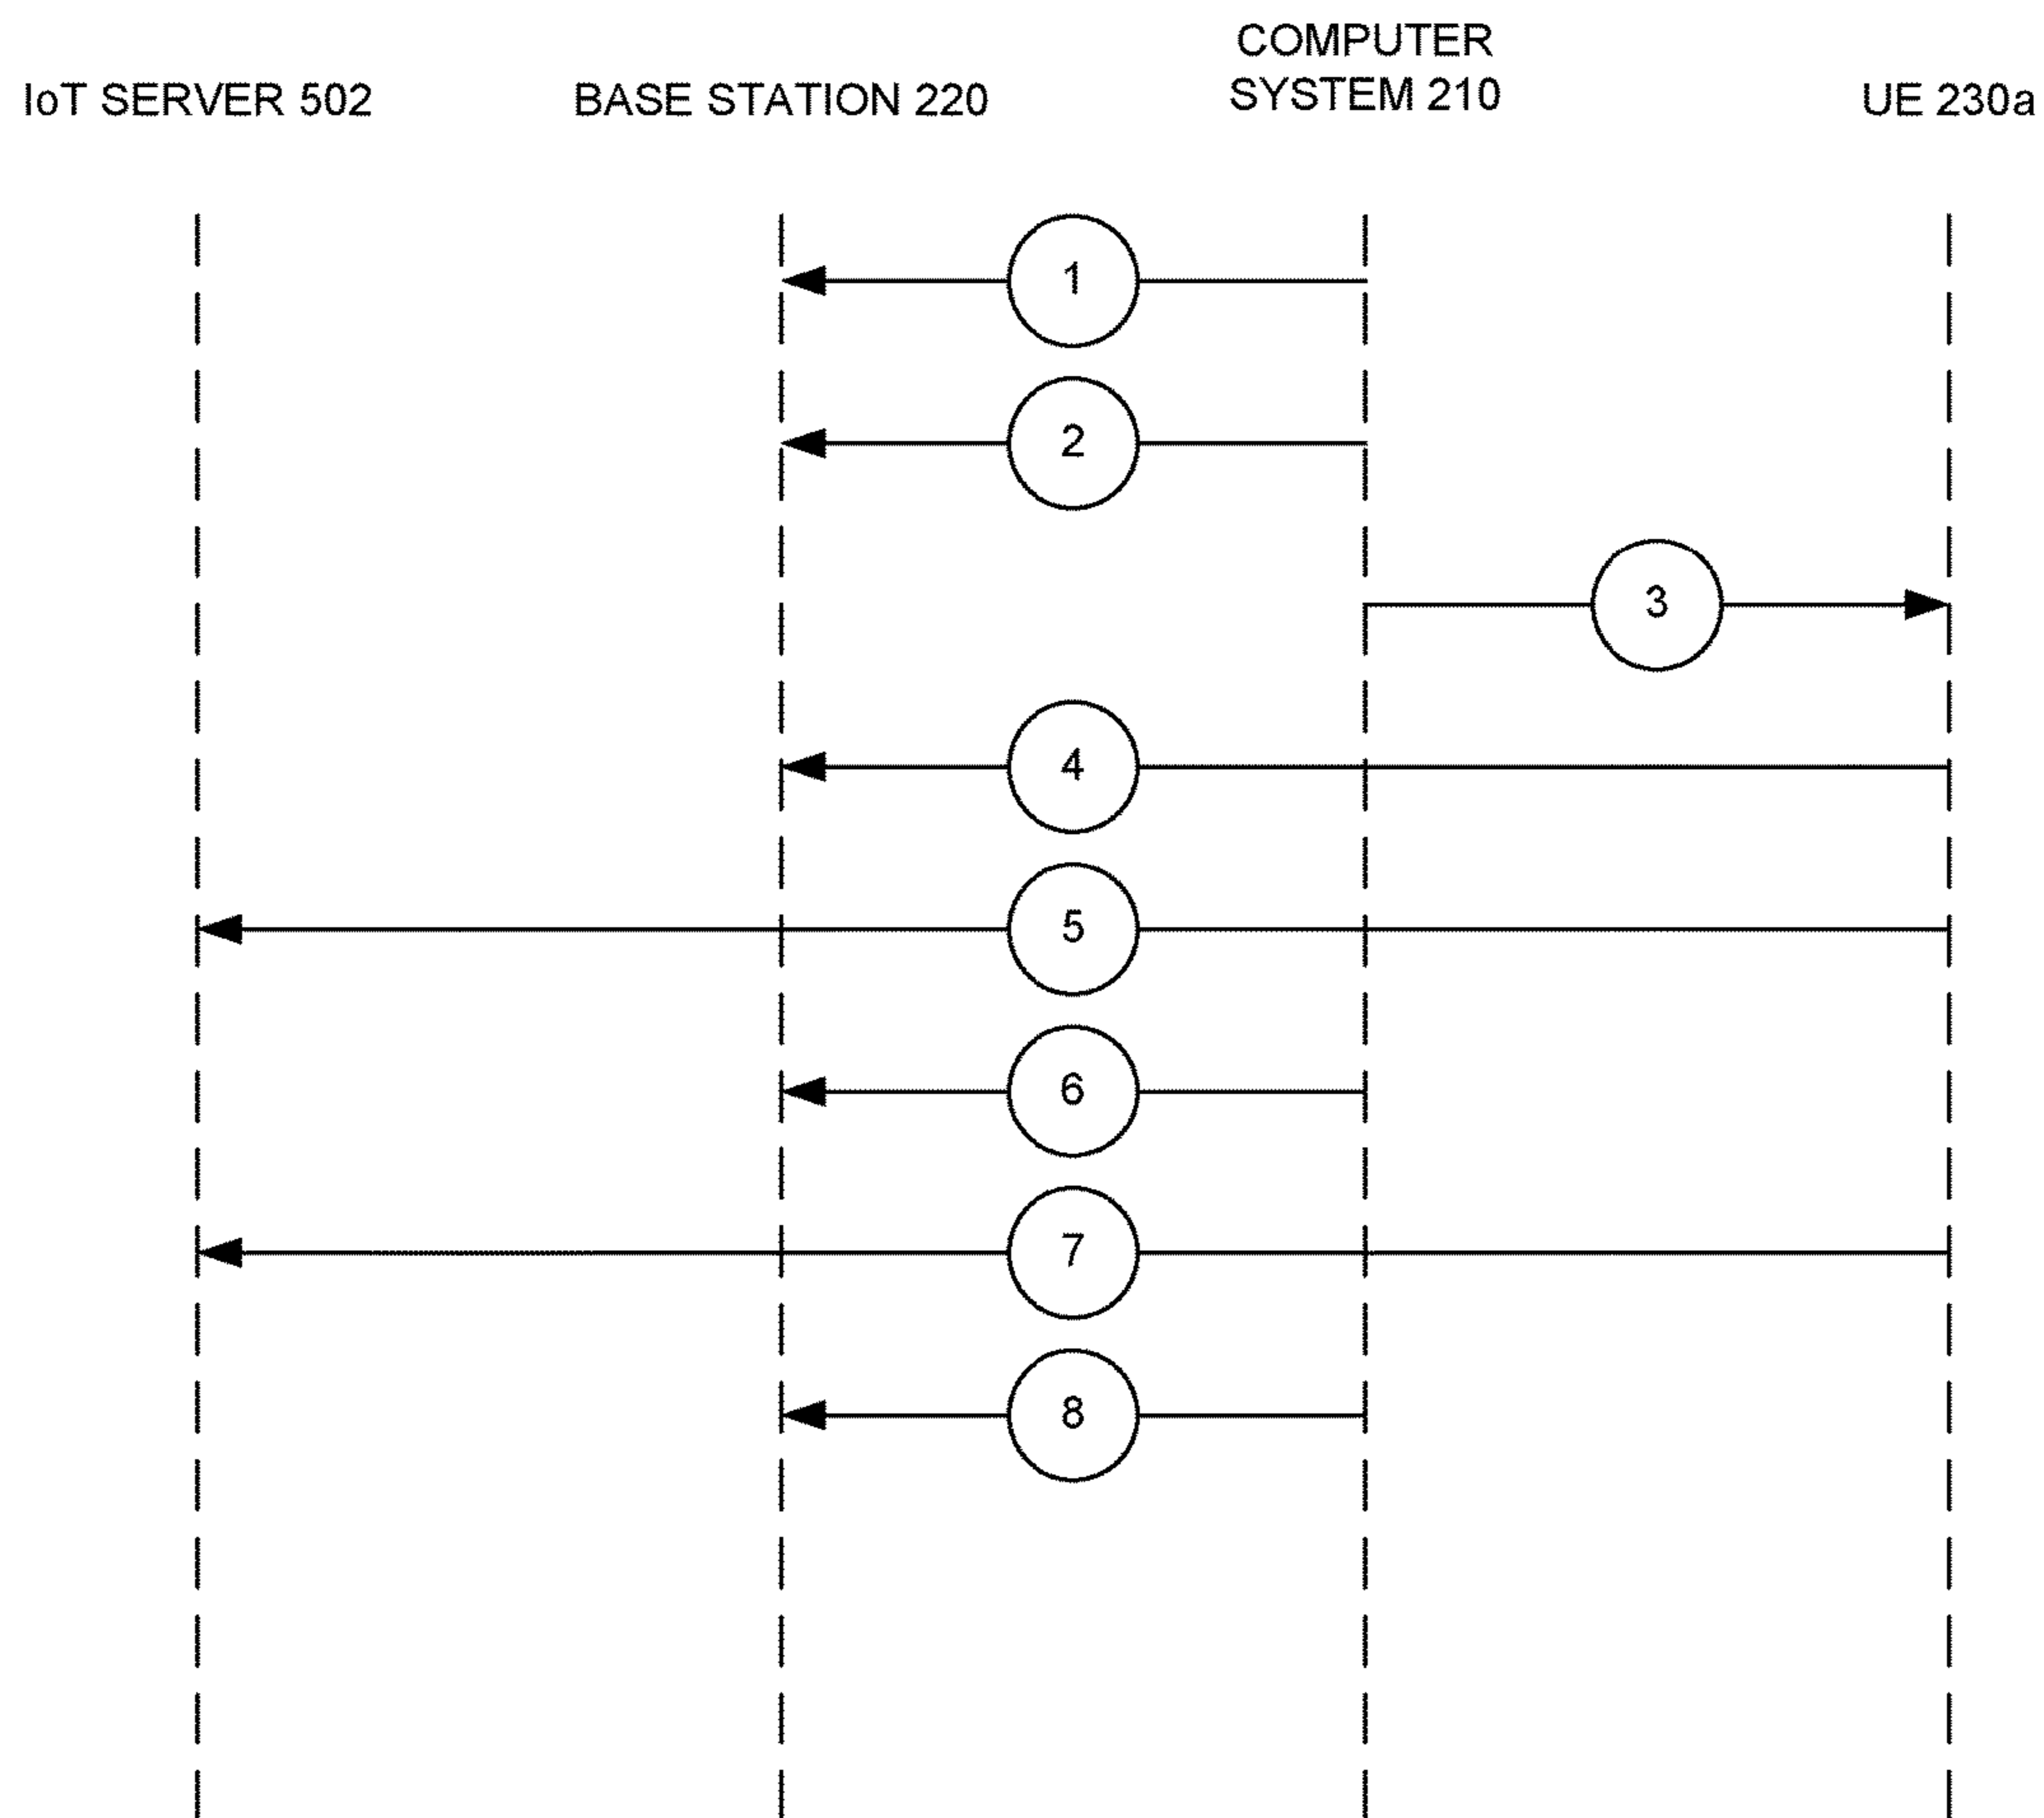 COMPUTER
SYSTEM 210
IoT SERVER 502
BASE STATION 220
UE 230a
1
2
3
4
5
6
7
8